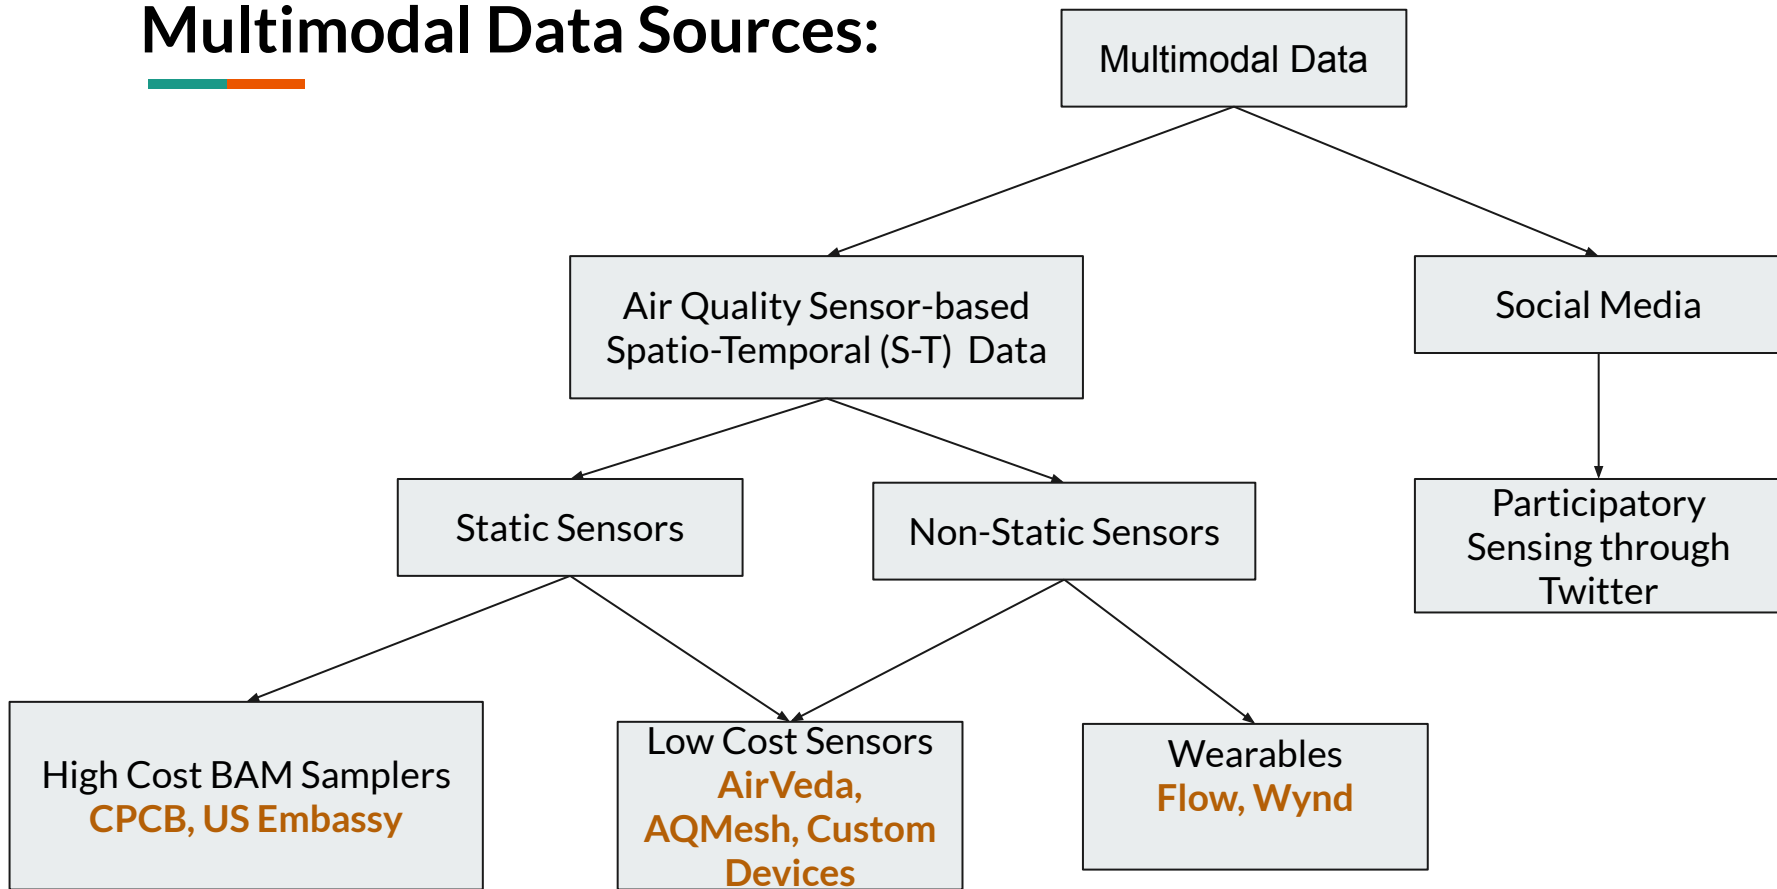 Multimodal Data Sources:
Multimodal Data
Air Quality Sensor-based
Spatio-Temporal (S-T) Data
Social Media
Static Sensors
Non-Static Sensors
Participatory
Sensing through
Twitter
High Cost BAM Samplers
CPCB, US Embassy
Low Cost Sensors
AirVeda,
AQMesh, Custom
Devices
Wearables
Flow, Wynd